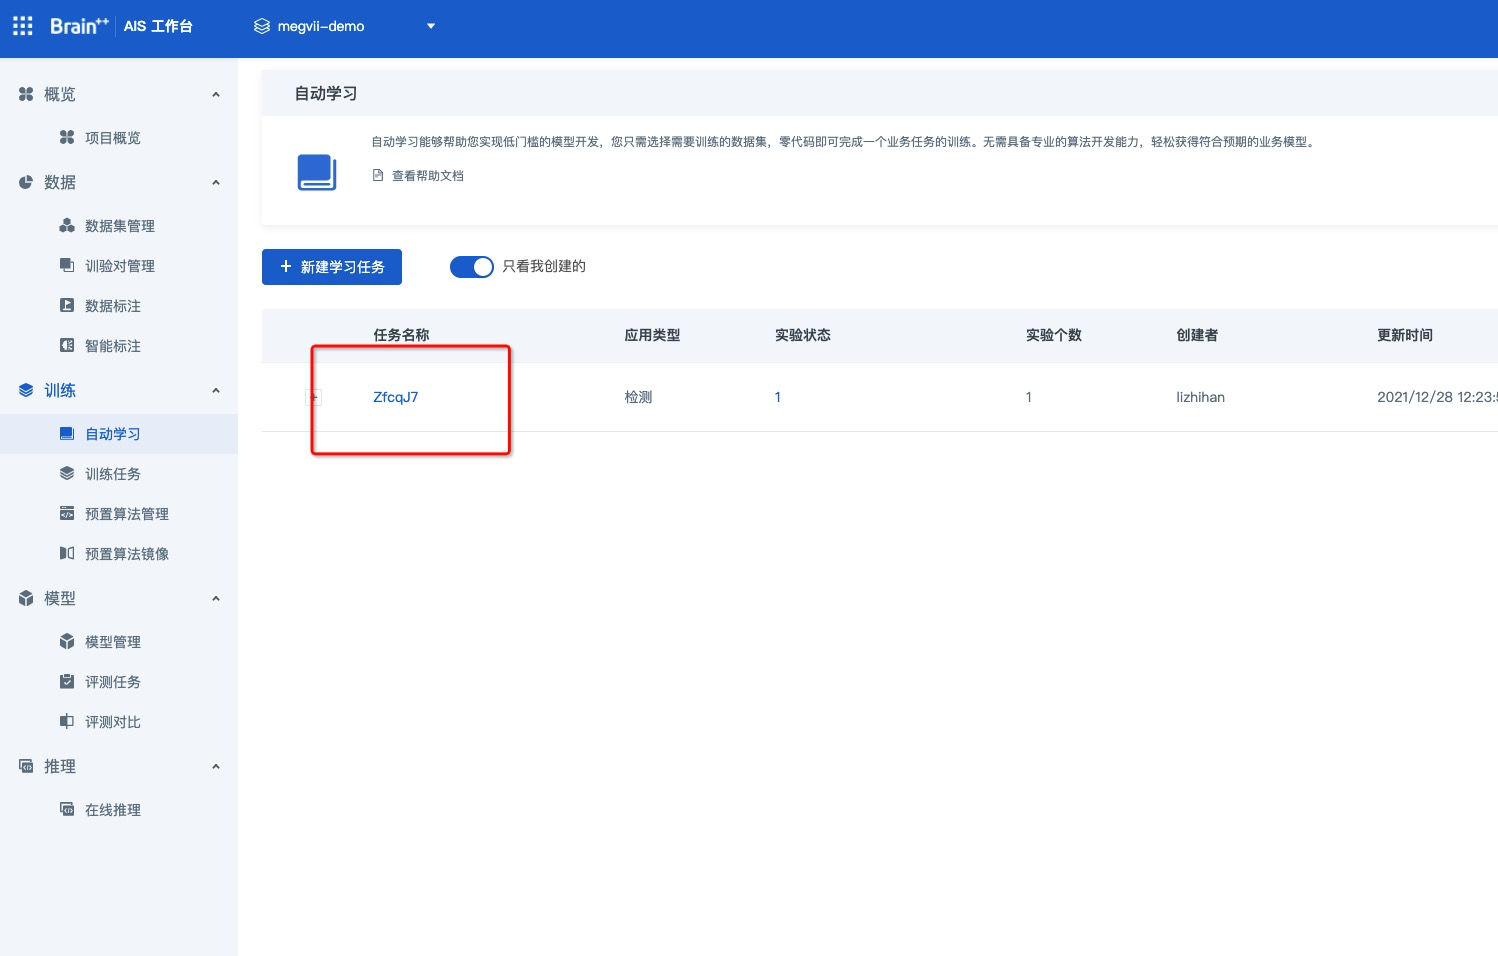 Brain++ AIS 工作台 megvii-demo
概览
项目概览
数据
数据集管理
训验对管理
数据标注
智能标注
训练
自动学习
训练任务
预置算法管理
预置算法镜像
模型
模型管理
评测任务
评测对比
推理
在线推理
自动学习
自动学习能够帮助您实现低门槛的模型开发，您只需选择需要训练的数据集，零代码即可完成一个业务任务的训练。无需具备专业的算法开发能力，轻松获得符合预期的业务模型。
查看帮助文档
+ 新建学习任务 只看我创建的
任务名称 应用类型 实验状态 实验个数 创建者 更新时间
ZfcqJ7 检测 1 1 lizhihan 2021/12/28 12:23: